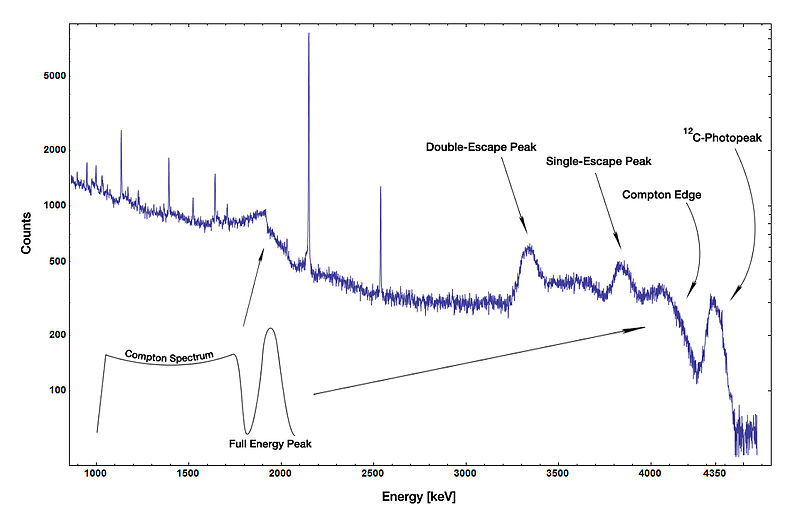 5000
2000
1000
500
200
100
Counts
Double-Escape Peak
Single-Escape Peak
Compton Edge
12C-Photopeak
Compton Spectrum
Full Energy Peak
1000 1500 2000 2500 3000 3500 4000 4350
Energy [keV]